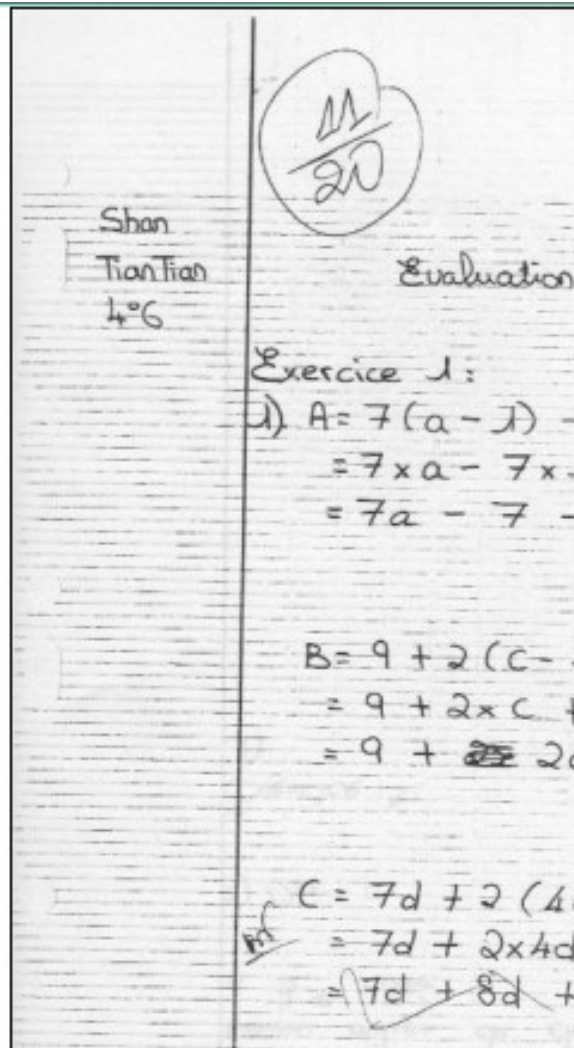 11
20
Shan
TianTian
4°6
Evaluation
Exercice 1:
1) A = 7 (a - 1) -
= 7 x a - 7 x
= 7a - 7 -
B = 9 + 2 (c -
= 9 + 2 x c +
= 9 + 2c
C = 7d + 2 (4
= 7d + 2x4d
= 7d + 8d +